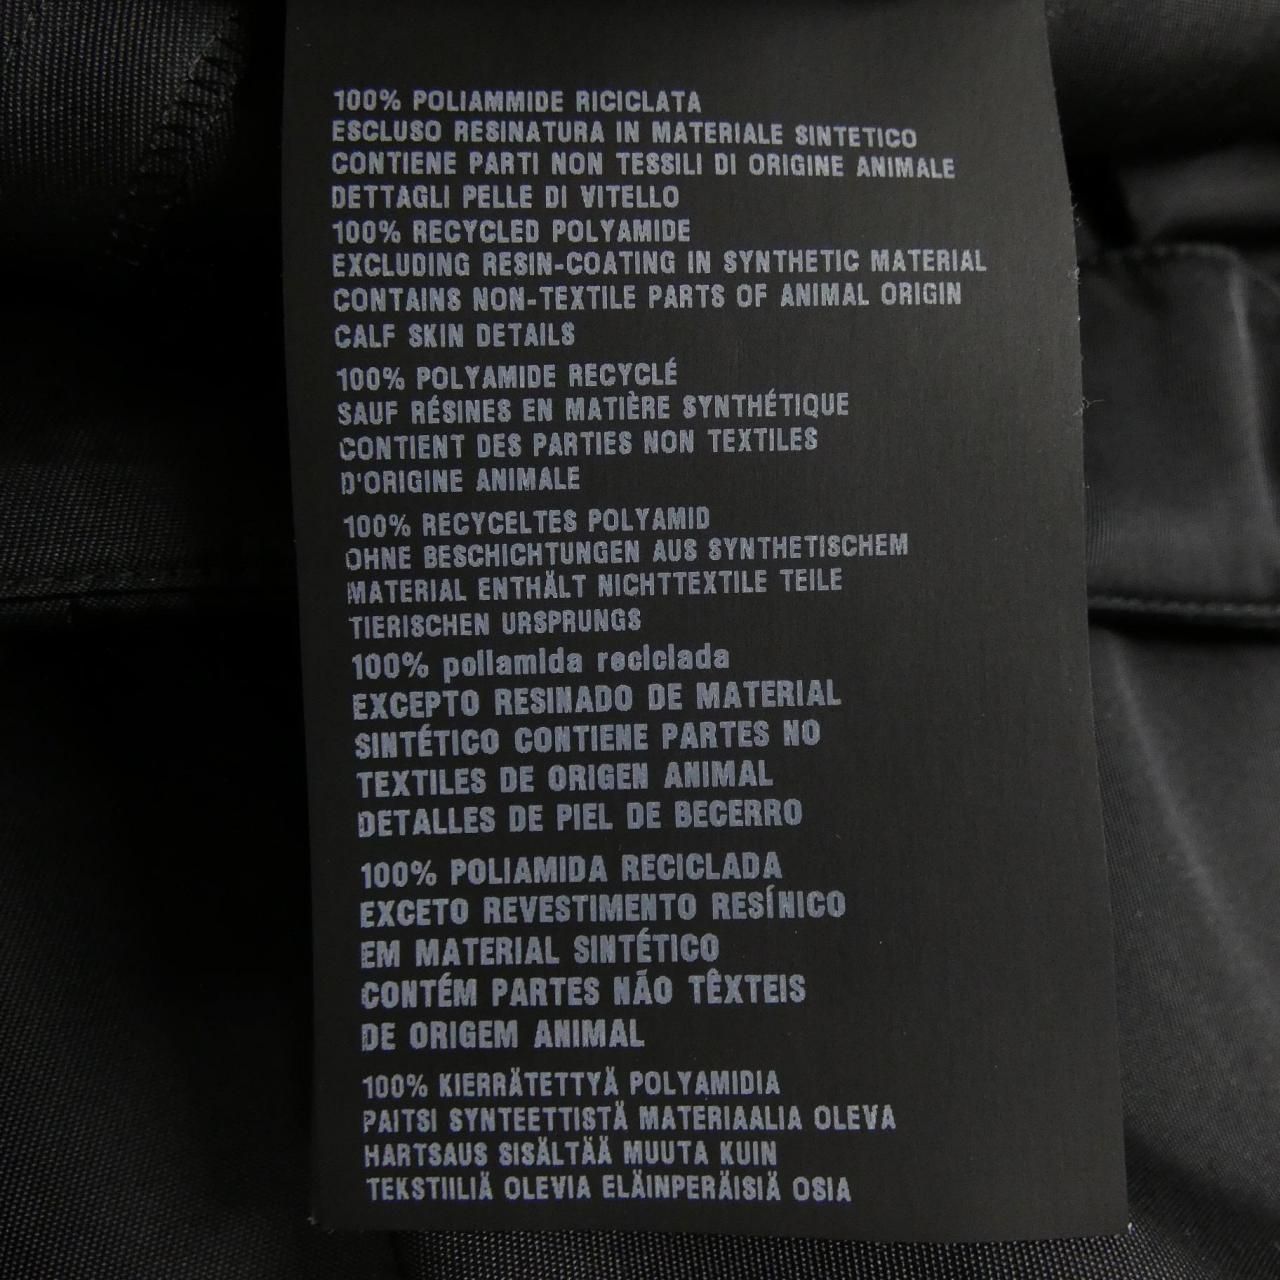 100% POLIAMMIDE RICICLATA
ESCLUSO RESINATURA IN MATERIALE SINTETICO
CONTIENE PARTI NON TESSILI DI ORIGINE ANIMALE
DETTAGLI PELLE DI VITELLO
100% RECYCLED POLYAMIDE
EXCLUDING RESIN-COATING IN SYNTHETIC MATERIAL
CONTAINS NON-TEXTILE PARTS OF ANIMAL ORIGIN
CALF SKIN DETAILS
100% POLYAMIDE RECYCLÉ
SAUF RÉSINES EN MATIÈRE SYNTHÉTIQUE
CONTIENT DES PARTIES NON TEXTILES
D'ORIGINE ANIMALE
100% RECYCELTES POLYAMID
OHNE BESCHICHTUNGEN AUS SYNTHETISCHEM
MATERIAL ENTHÄLT NICHTTEXTILE TEILE
TIERISCHEN URSPRUNGS
100% poliamida reciclada
EXCEPTO RESINADO DE MATERIAL
SINTÉTICO CONTIENE PARTES NO
TEXTILES DE ORIGEN ANIMAL
DETALLES DE PIEL DE BECERRO
100% POLIAMIDA RECICLADA
EXCETO REVESTIMENTO RESÍNICO
EM MATERIAL SINTÉTICO
CONTÉM PARTES NÃO TÊXTEIS
DE ORIGEM ANIMAL
100% KIERRÄTETTYÄ POLYAMIDIA
PAITSI SYNTEETTISTÄ MATERIAALIA OLEVA
HARTSAUS SISÄLTÄÄ MUUTA KUIN
TEKSTIILIÄ OLEVIA ELÄINPERÄISIÄ OSIA